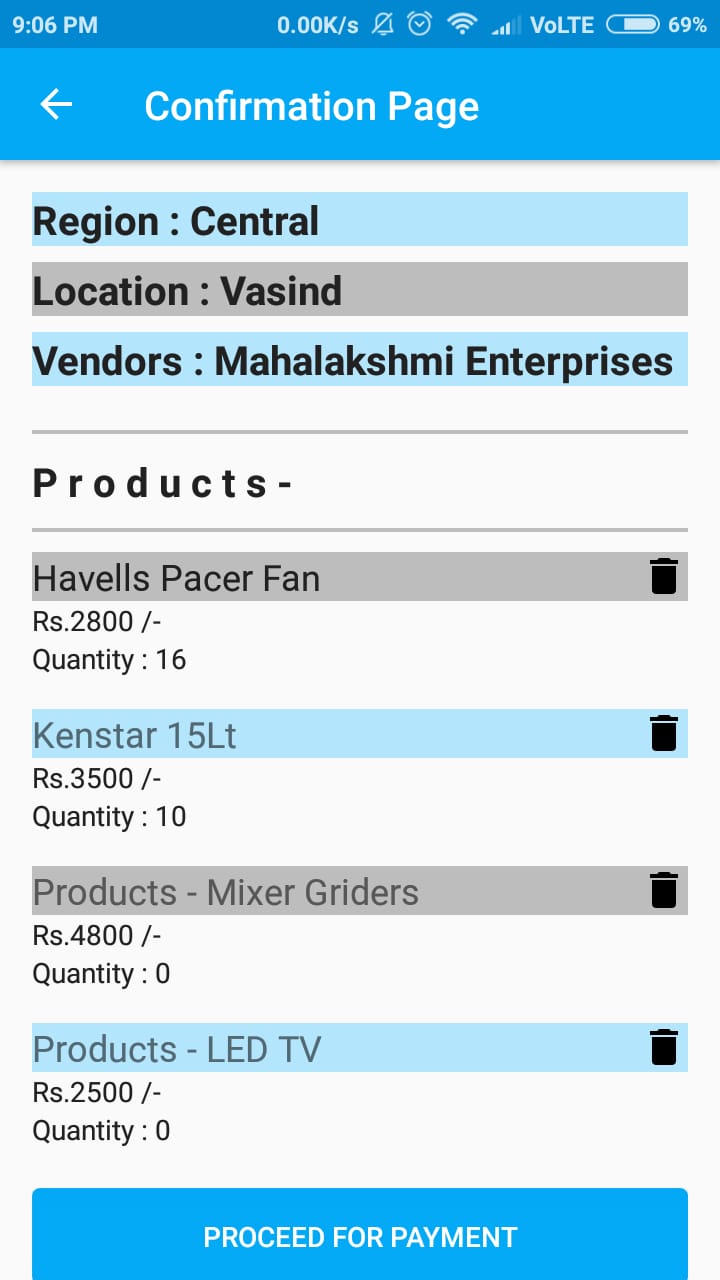 9:06 PM 0.00K/s VoLTE 69%
Confirmation Page
Region : Central
Location : Vasind
Vendors : Mahalakshmi Enterprises
Products-
Havells Pacer Fan
Rs.2800 /-
Quantity : 16
Kenstar 15Lt
Rs.3500 /-
Quantity : 10
Products - Mixer Griders
Rs.4800 /-
Quantity : 0
Products - LED TV
Rs.2500 /-
Quantity : 0
PROCEED FOR PAYMENT